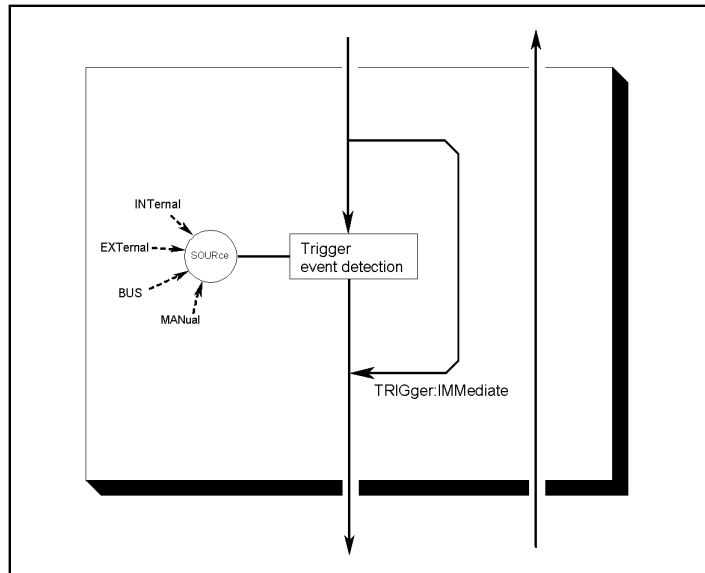 INTernal
EXTernal
SOURce
BUS
MANual
Trigger
event detection
TRIGger:IMMediate